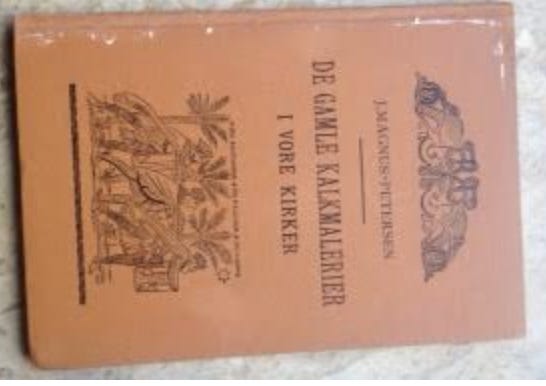 J. MAGNUS-PETERSEN
DE GAMLE KALKMALERIER
I VORE KIRKER